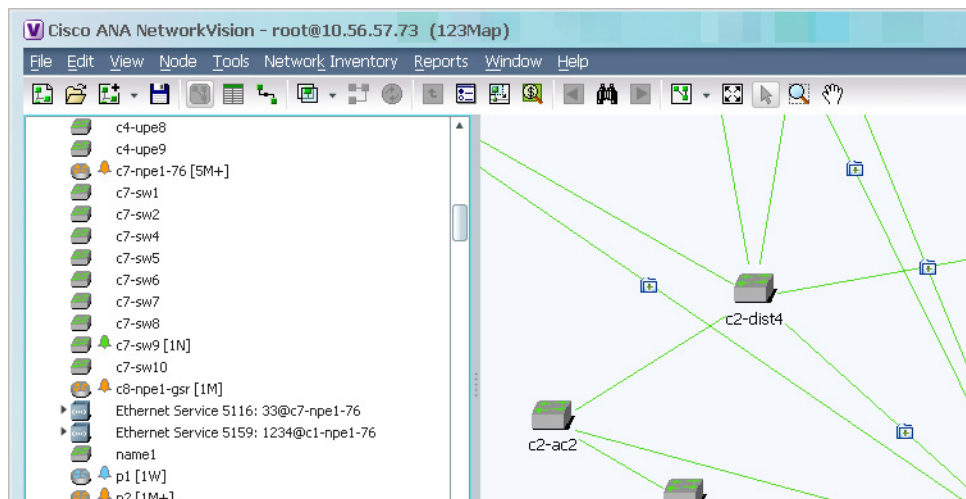 Cisco ANA NetworkVision - root@10.56.57.73 (123Map)
File Edit View Node Tools Network Inventory Reports Window Help
c4-upe8
c4-upe9
c7-npe1-76 [5M+]
c7-sw1
c7-sw2
c7-sw4
c7-sw5
c7-sw6
c7-sw7
c7-sw8
c7-sw9 [1N]
c7-sw10
c8-npe1-gsr [1M]
Ethernet Service 5116: 33@c7-npe1-76
Ethernet Service 5159: 1234@c1-npe1-76
name1
p1 [1W]
p2 [1M+]
c2-dist4
c2-ac2